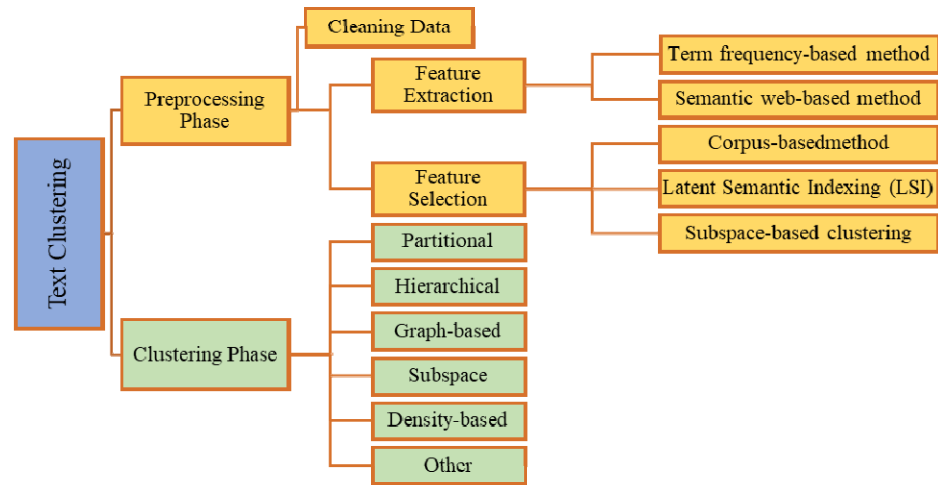 Text Clustering
Preprocessing
Phase
Cleaning Data
Feature
Extraction
Term frequency-based method
Semantic web-based method
Feature
Selection
Corpus-basedmethod
Latent Semantic Indexing (LSI)
Subspace-based clustering
Clustering Phase
Partitional
Hierarchical
Graph-based
Subspace
Density-based
Other